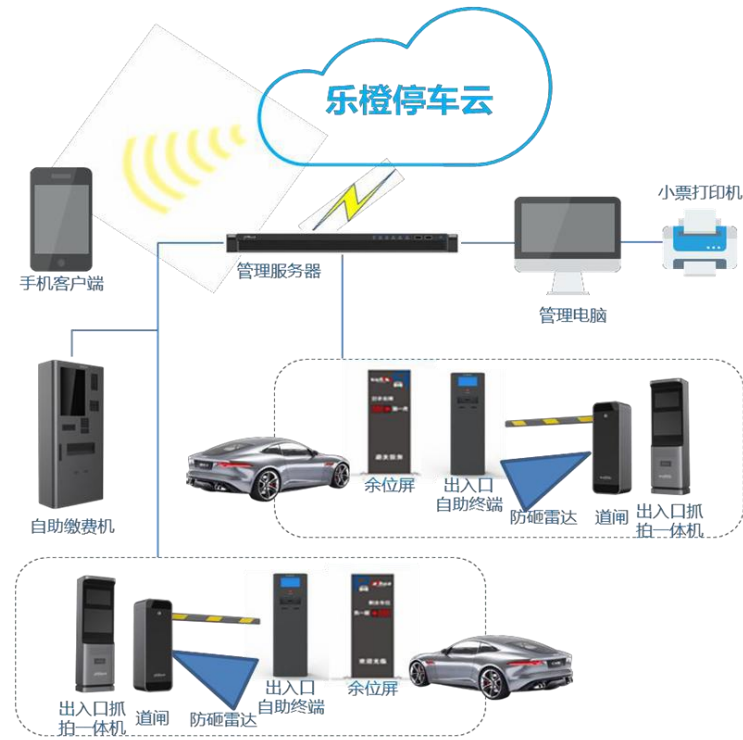 乐橙停车云
小票打印机
手机客户端
管理服务器
管理电脑
自助缴费机
余位屏
出入口
自助终端
防砸雷达
道闸
出入口抓
拍一体机
出入口抓
拍一体机
道闸
防砸雷达
出入口
自助终端
余位屏